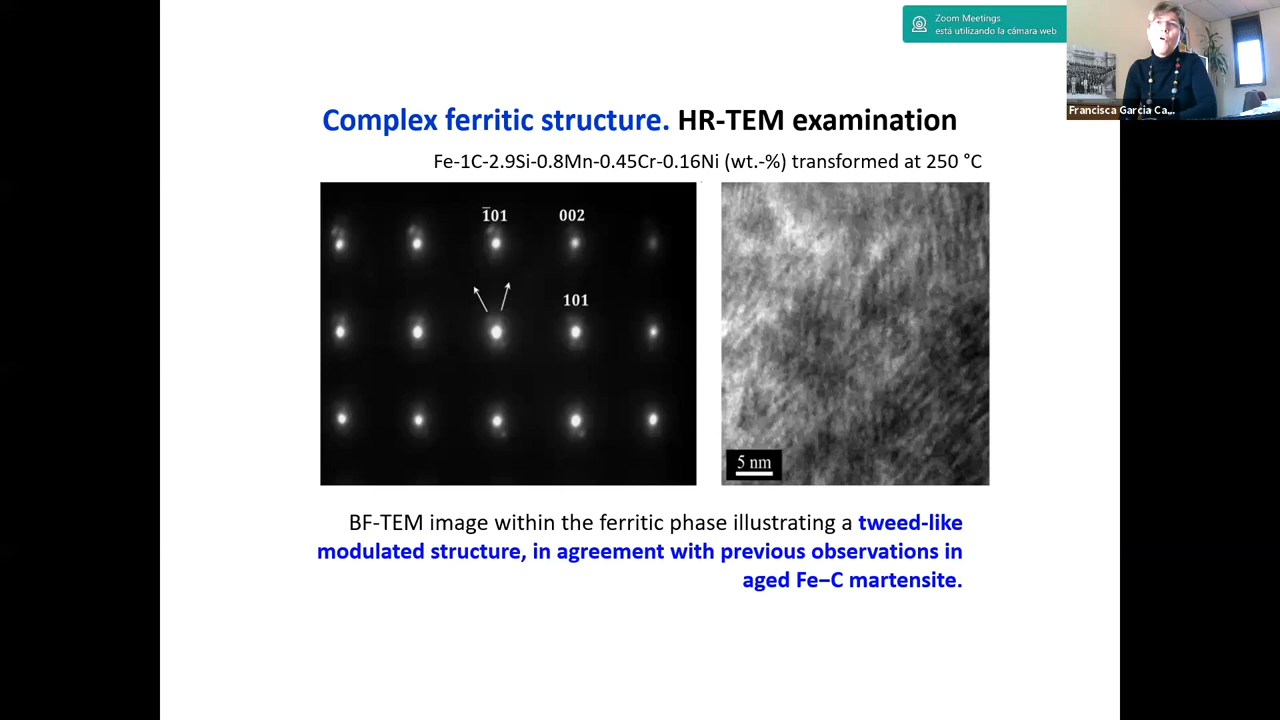 Zoom Meetings
está utilizando la cámara web
Francisca Garcia Ca...
Complex ferritic structure. HR-TEM examination
Fe-1C-2.9Si-0.8Mn-0.45Cr-0.16Ni (wt.-%) transformed at 250 °C
1̅01 002
101
5 nm
BF-TEM image within the ferritic phase illustrating a tweed-like
modulated structure, in agreement with previous observations in
aged Fe–C martensite.